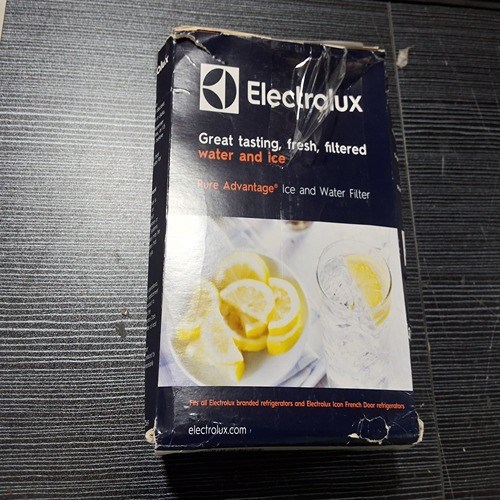 Electrolux
Great tasting, fresh, filtered
water and ice
Pure Advantage® Ice and Water Filter
Fits all Electrolux branded refrigerators and Electrolux Icon French Door refrigerators
electrolux.com